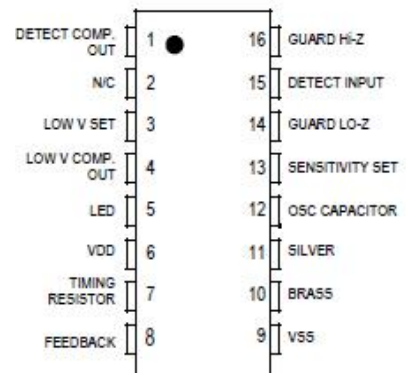 DETECT COMP.
OUT
1
16
GUARD Hi-Z
N/C
2
15
DETECT INPUT
LOW V SET
3
14
GUARD LO-Z
LOW V COMP.
OUT
4
13
SENSITIVITY SET
LED
5
12
OSC CAPACITOR
VDD
6
11
SILVER
TIMING
RESISTOR
7
10
BRASS
FEEDBACK
8
9
VSS